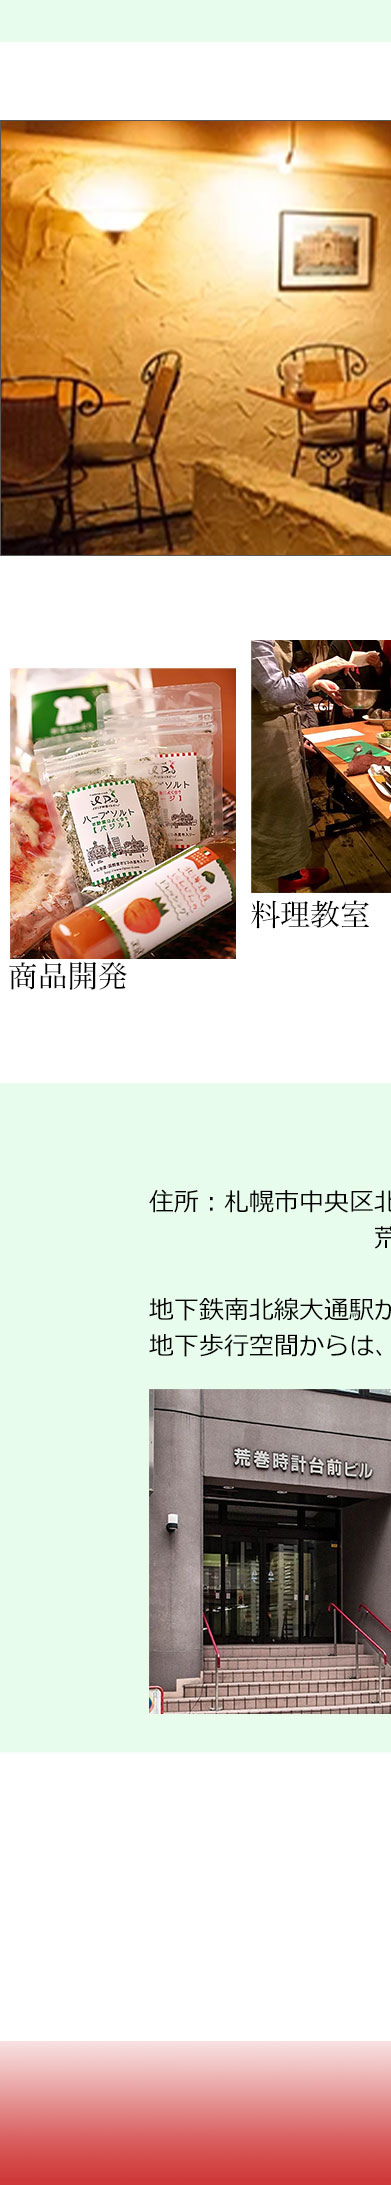 ハーブソルト
【バジル】
商品開発
料理教室
住所：札幌市中央区北
荒
地下鉄南北線大通駅か
地下歩行空間からは、
荒巻時計台前ビル